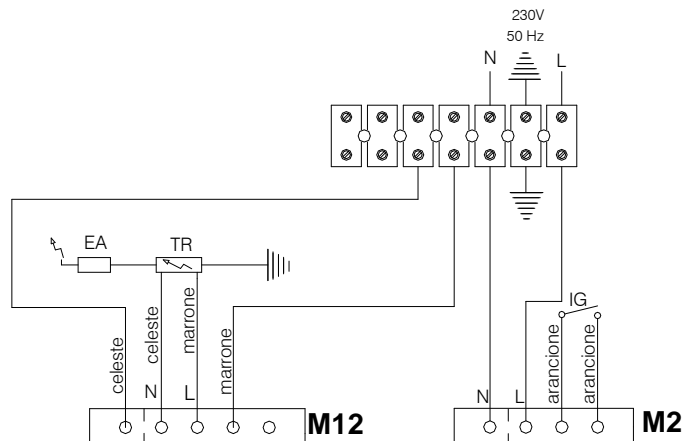 230V
50 Hz
N
L
EA
TR
IG
celeste
celeste
marrone
marrone
arancione
arancione
N
L
N
L
M12
M2